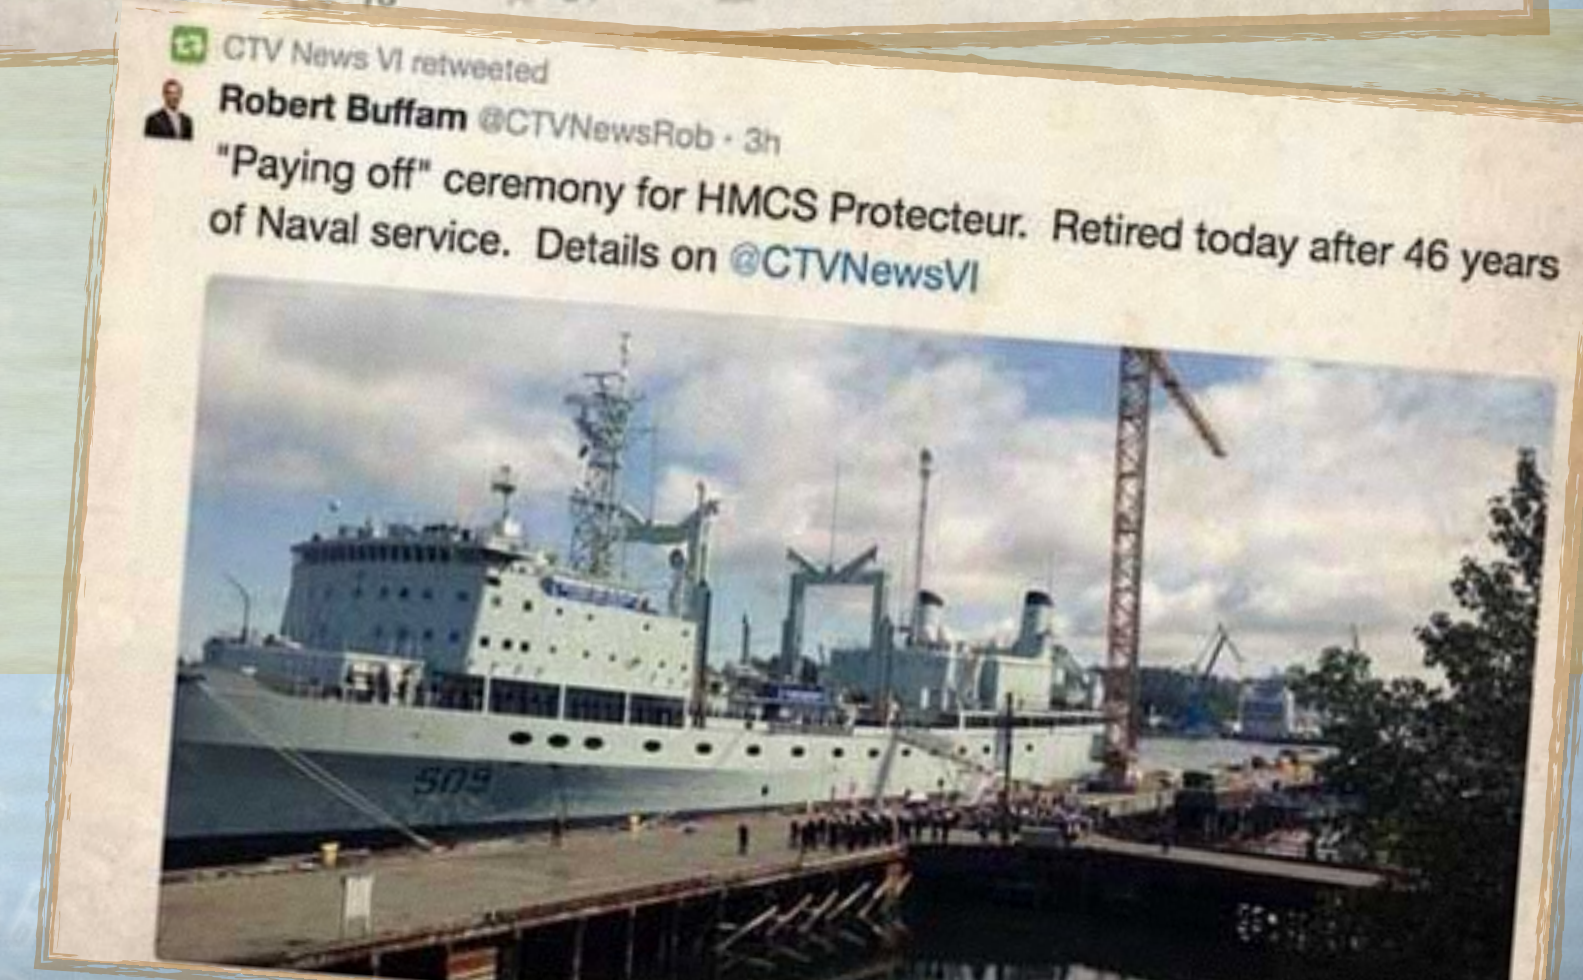 CTV News VI retweeted
Robert Buffam @CTVNewsRob · 3h
"Paying off" ceremony for HMCS Protecteur.  Retired today after 46 years
of Naval service.  Details on @CTVNewsVI
509